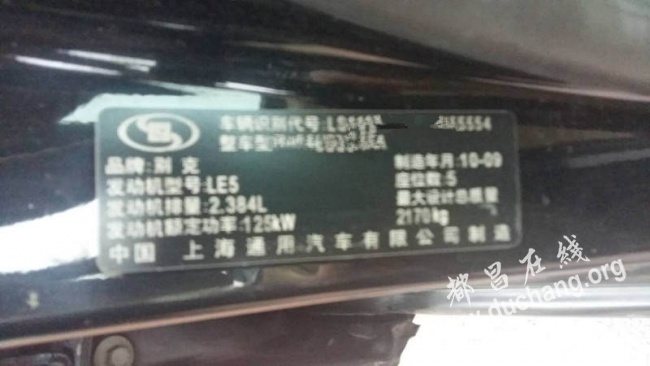 车辆识别代号:
整车型
品牌:别克 制造年月:10-09
发动机型号:LE5 座位数:5
发动机排量:2.384L 最大设计总质量
发动机额定功率:125kW 2170kg
中国 上海通用汽车有限公司制造
都昌在线
www.duchang.org